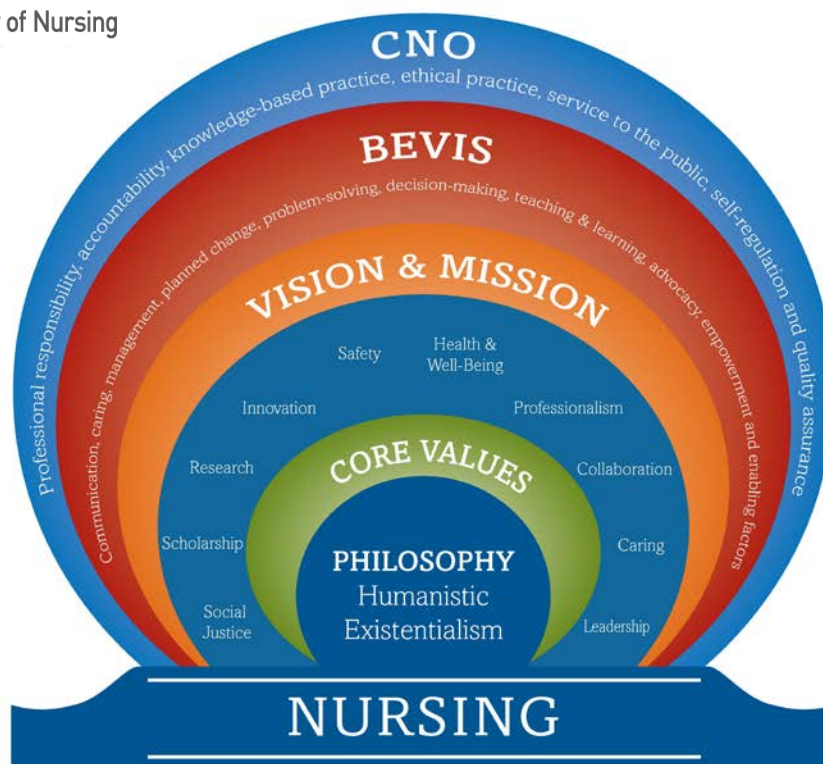 of Nursing
CNO
Professional responsibility, accountability, knowledge-based practice, ethical practice, service to the public, self-regulation and quality assurance
BEVIS
Communication, caring, management, planned change, problem-solving, decision-making, teaching & learning, advocacy, empowerment and enabling factors
VISION & MISSION
Safety
Health &
Well-Being
Innovation
Professionalism
CORE VALUES
Research
Collaboration
Scholarship
Caring
Social
Justice
Leadership
PHILOSOPHY
Humanistic
Existentialism
NURSING